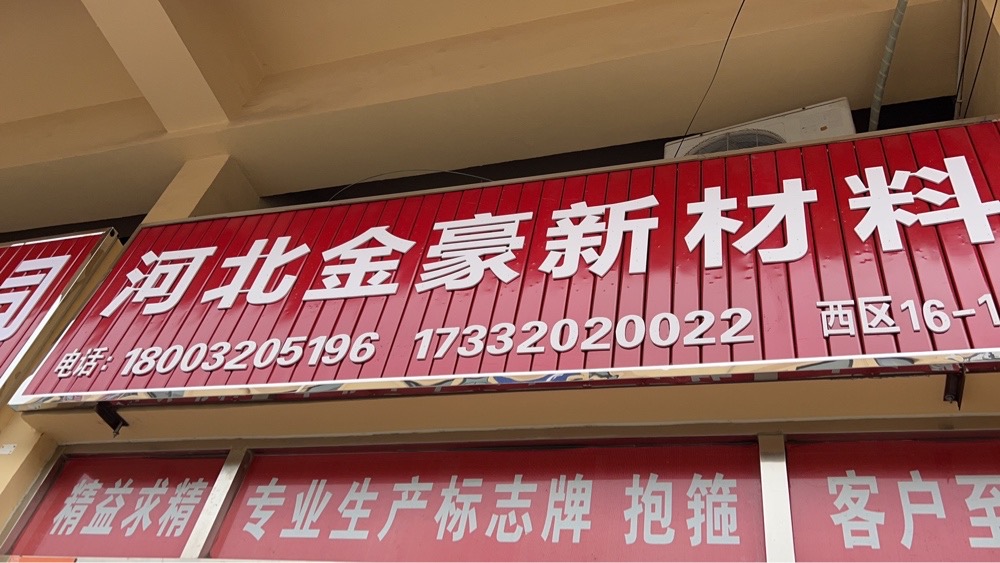 司
河北金豪新材料
电话：18003205196 17332020022 西区16-1
精益求精 专业生产标志牌 抱箍 客户至